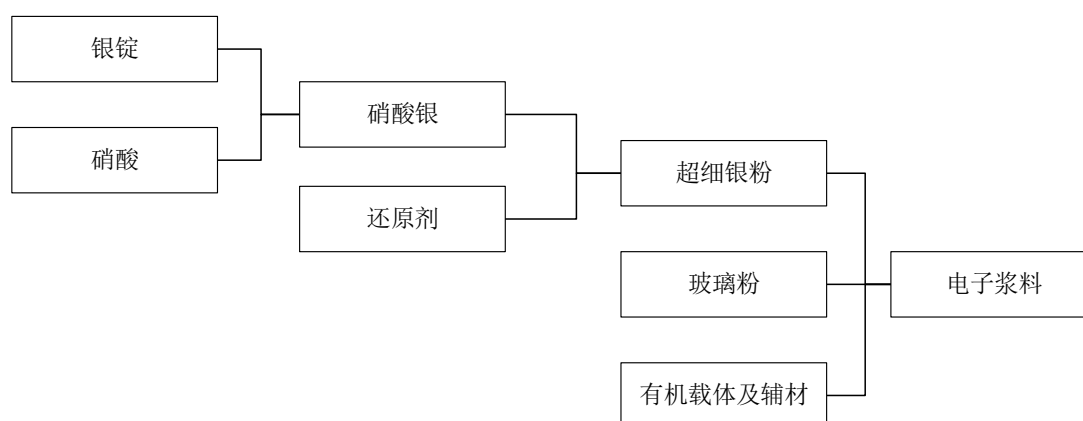 银锭
硝酸
硝酸银
还原剂
超细银粉
玻璃粉
有机载体及辅材
电子浆料